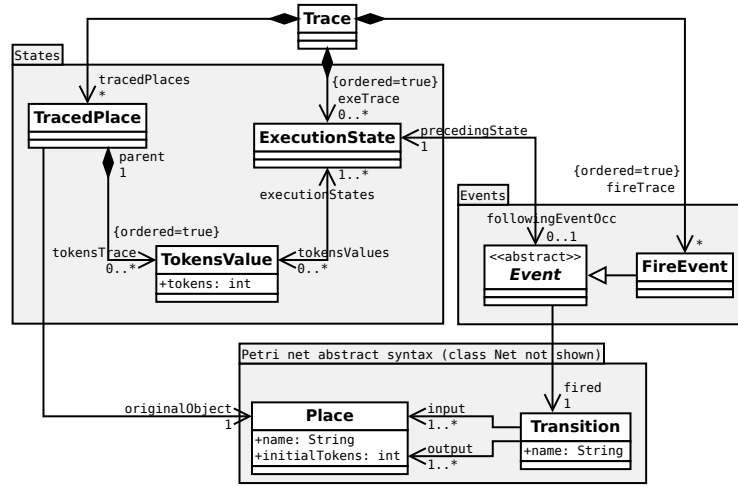 Trace
States
tracedPlaces
*
{ordered=true}
exeTrace
0..*
TracedPlace
ExecutionState
precedingState
1
parent
1
1..*
executionStates
{ordered=true}
fireTrace
*
Events
{ordered=true}
tokensTrace
0..*
TokensValue
+tokens: int
tokensValues
0..*
followingEventOcc
0..1
<<abstract>>
Event
FireEvent
Petri net abstract syntax (class Net not shown)
fired
1
originalObject
1
Place
+name: String
+initialTokens: int
input
1..*
output
1..*
Transition
+name: String